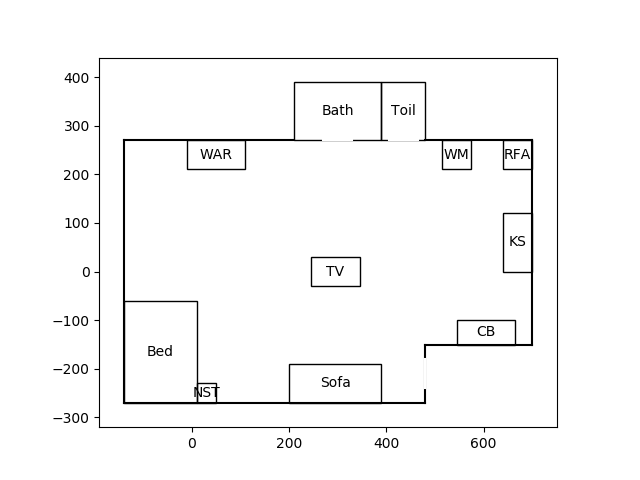 400
Bath Toil
300
WAR WM RFA
200
100
KS
0
TV
−100
CB
Bed
−200
Sofa
NST
−300
0 200 400 600